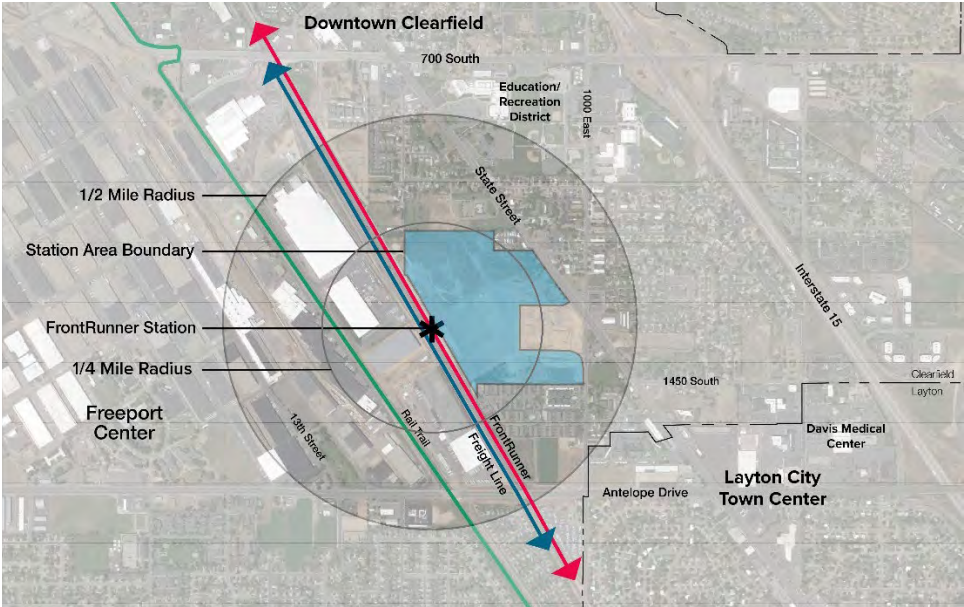 Downtown Clearfield
700 South
Education/
Recreation
District
1000 East
1/2 Mile Radius
State Street
Station Area Boundary
Interstate 15
FrontRunner Station
1/4 Mile Radius
Clearfield
Layton
1450 South
Freeport
Center
13th Street
Rail Trail
FrontRunner
Freight Line
Davis Medical
Center
Layton City
Town Center
Antelope Drive